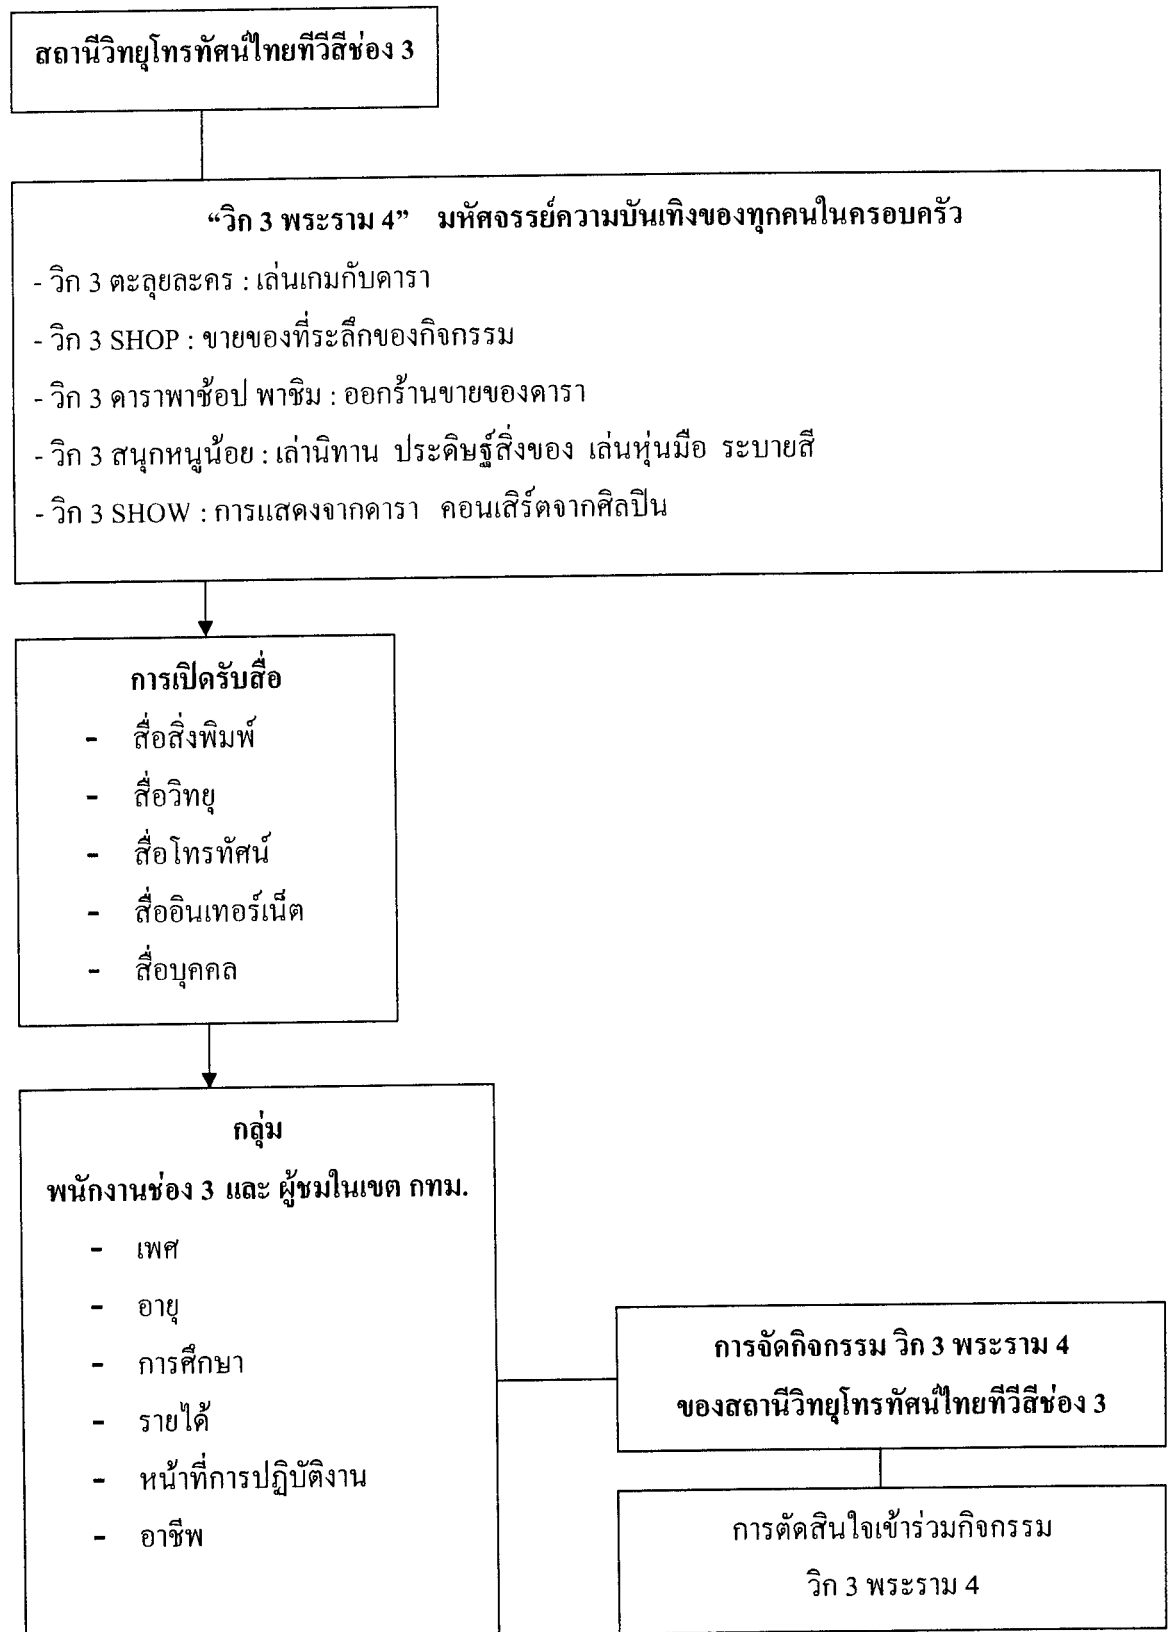 สถานีวิทยุโทรทัศน์ไทยทีวีสีช่อง 3
“วิก 3 พระราม 4” มหัศจรรย์ความบันเทิงของทุกคนในครอบครัว
- วิก 3 ตะลุยละคร : เล่นเกมกับดารา
- วิก 3 SHOP : ขายของที่ระลึกของกิจกรรม
- วิก 3 ดาราพาช้อป พาชิม : ออกร้านขายของดารา
- วิก 3 สนุกหนูน้อย : เล่านิทาน ประดิษฐ์สิ่งของ เล่นหุ่นมือ ระบายสี
- วิก 3 SHOW : การแสดงจากดารา คอนเสิร์ตจากศิลปิน
การเปิดรับสื่อ
- สื่อสิ่งพิมพ์
- สื่อวิทยุ
- สื่อโทรทัศน์
- สื่ออินเทอร์เน็ต
- สื่อบุคคล
กลุ่ม
พนักงานช่อง 3 และ ผู้ชมในเขต กทม.
- เพศ
- อายุ
- การศึกษา
- รายได้
- หน้าที่การปฏิบัติงาน
- อาชีพ
การจัดกิจกรรม วิก 3 พระราม 4
ของสถานีวิทยุโทรทัศน์ไทยทีวีสีช่อง 3
การตัดสินใจเข้าร่วมกิจกรรม
วิก 3 พระราม 4